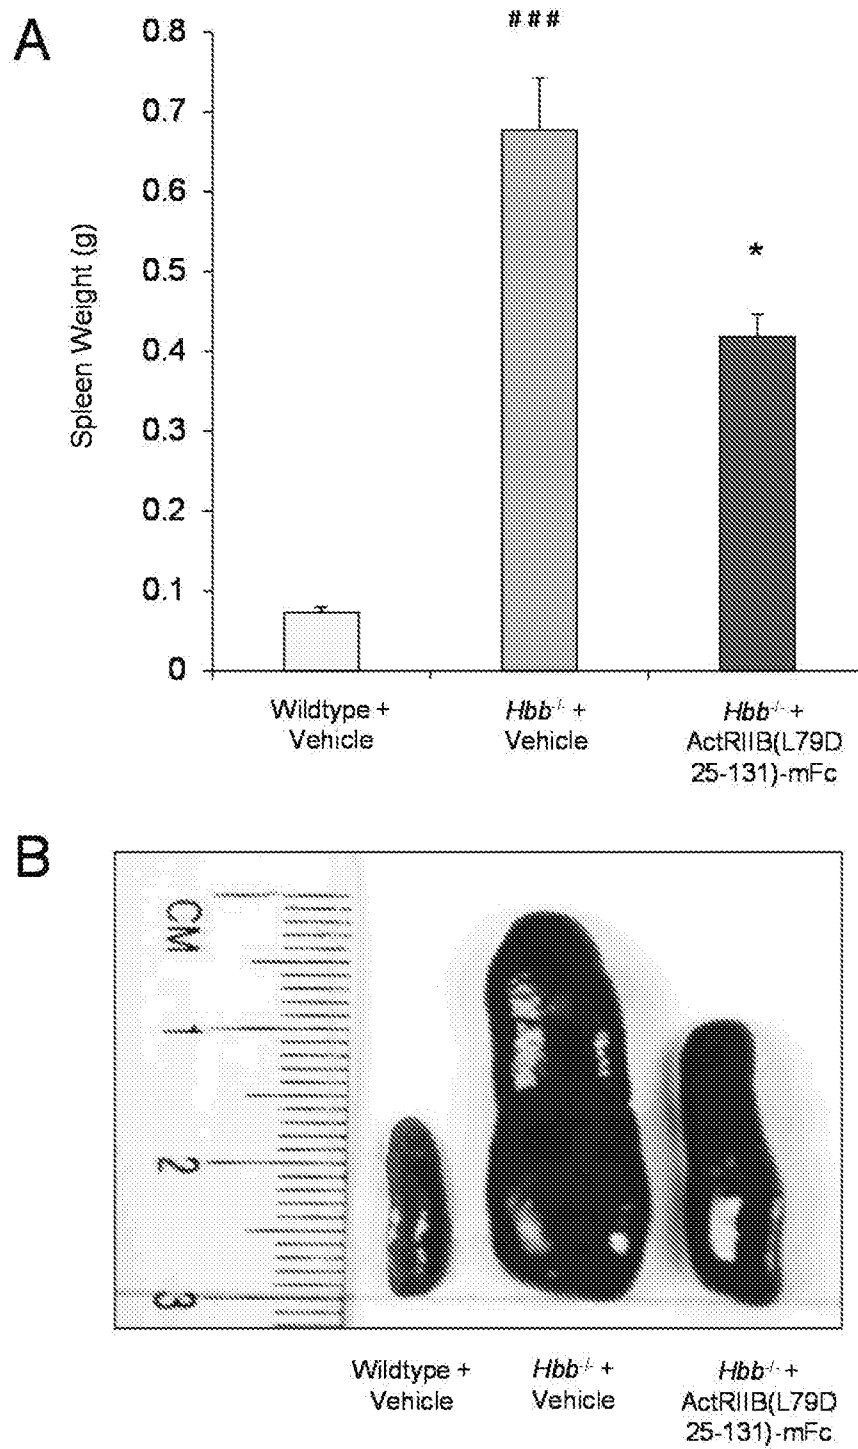 A
###
0.8
0.7
0.6
0.5
0.4
0.3
0.2
0.1
0
*
Spleen Weight (g)
Wildtype +
Vehicle
Hbb-/- +
Vehicle
Hbb-/- +
ActRIIB(L79D
25-131)-mFc
B
CM
1
2
3
Wildtype +
Vehicle
Hbb-/- +
Vehicle
Hbb-/- +
ActRIIB(L79D
25-131)-mFc